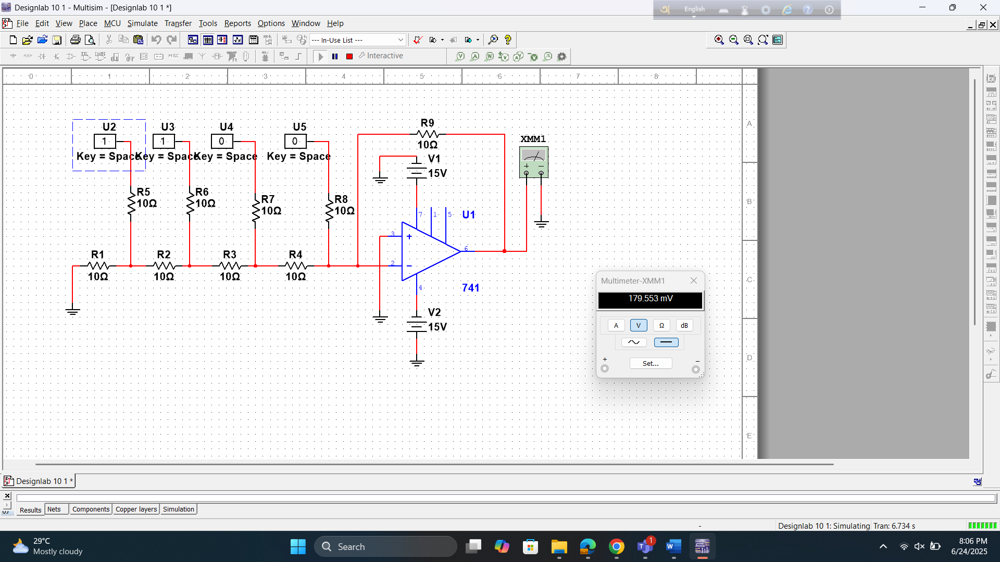 Designlab 10 1 - Multisim - [Designlab 10 1 *]
English
File Edit View Place MCU Simulate Transfer Tools Reports Options Window Help
--- In-Use List ---
MISC
Interactive
0 1 2 3 4 5 6 7 8
A
B
C
D
E
U2 U3 U4 U5
1 1 0 0
Key = Space Key = Space Key = Space Key = Space
R9
10Ω
XMM1
+ −
V1
15V
R5
10Ω
R6
10Ω
R7
10Ω
R8
10Ω
7 1 5
U1
3
+
6
2
−
4
741
R1 R2 R3 R4
10Ω 10Ω 10Ω 10Ω
V2
15V
Multimeter-XMM1
179.553 mV
A V Ω dB
+ −
Set...
Designlab 10 1 *
Results Nets Components Copper layers Simulation
- Designlab 10 1: Simulating Tran: 6.734 s
29°C
Mostly cloudy
Search
1
8:06 PM
6/24/2025